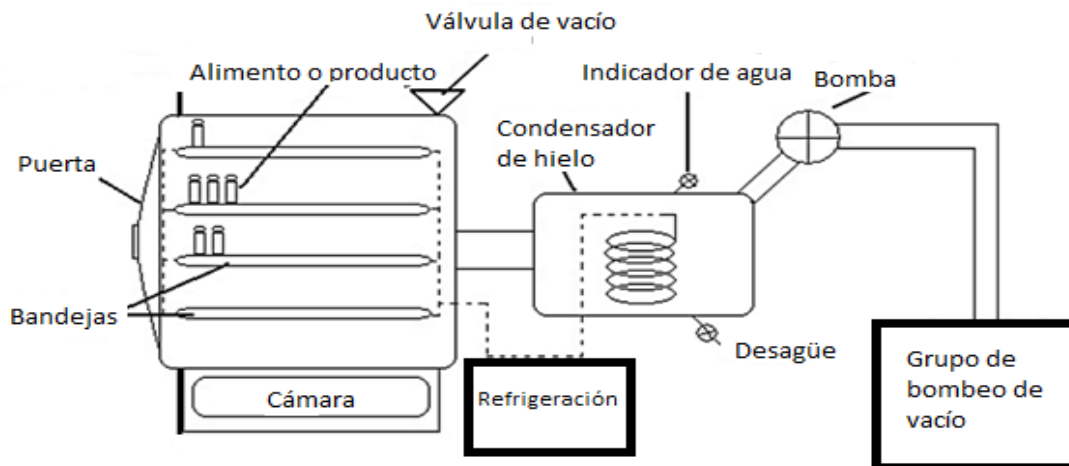 Válvula de vacío
Alimento o producto
Indicador de agua
Bomba
Condensador
de hielo
Puerta
Bandejas
Desagüe
Cámara
Refrigeración
Grupo de
bombeo de
vacío